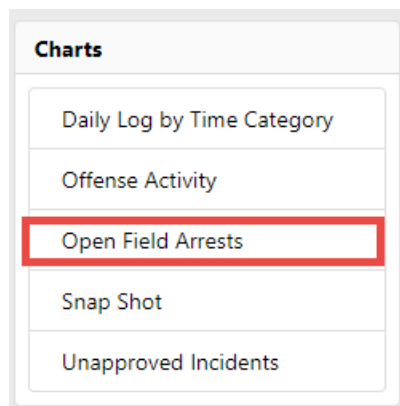 Charts
Daily Log by Time Category
Offense Activity
Open Field Arrests
Snap Shot
Unapproved Incidents